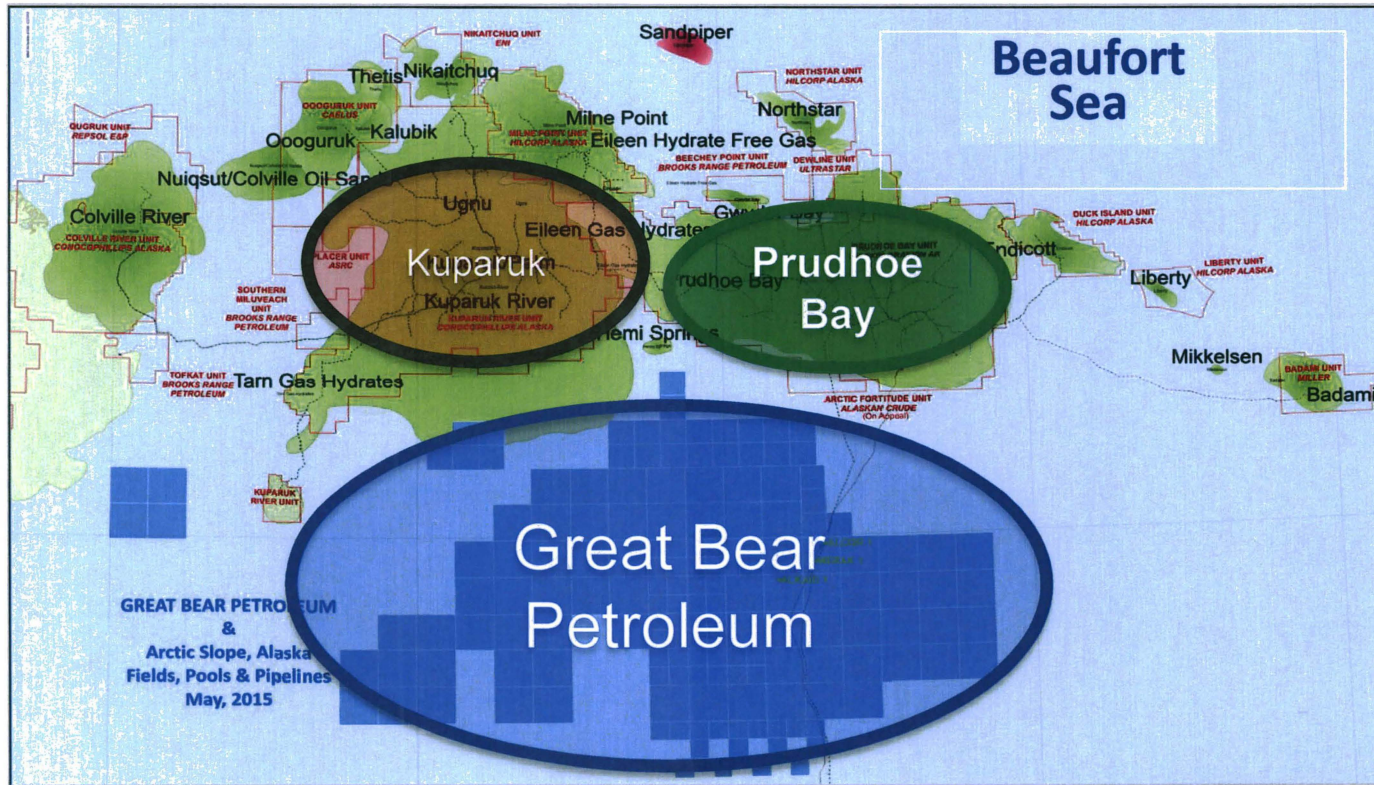 Beaufort
Sea
Sandpiper
NIKAITCHUQ UNIT
ENI
Thetis
Nikaitchuq
NORTHSTAR UNIT
HILCORP ALASKA
Northstar
OOOGURUK UNIT
CAELUS
Oooguruk
Kalubik
Milne Point
MILNE POINT UNIT
HILCORP ALASKA
Eileen Hydrate Free Gas
BEECHEY POINT UNIT
BROOKS RANGE PETROLEUM
DEWLINE UNIT
ULTRASTAR
QUGRUK UNIT
REPSOL E&P
Nuiqsut/Colville Oil
Colville River
COLVILLE RIVER UNIT
CONOCOPHILLIPS ALASKA
Ugnu
Eileen Gas Hydrates
Kuparuk
Kuparuk River
KUPARUK RIVER UNIT
CONOCOPHILLIPS ALASKA
PLACER UNIT
ASRC
SOUTHERN
MILUVEACH
UNIT
BROOKS RANGE
PETROLEUM
Prudhoe
Bay
rudhoe Bay
DUCK ISLAND UNIT
HILCORP ALASKA
ndicott
LIBERTY UNIT
HILCORP ALASKA
Liberty
Mikkelsen
BADAMI UNIT
MILLER
Badami
TOFKAT UNIT
BROOKS RANGE
PETROLEUM
Tarn Gas Hydrates
Hemi Springs
ARCTIC FORTITUDE UNIT
ALASKAN CRUDE
(On Appeal)
KUPARUK
RIVER UNIT
Great Bear
Petroleum
GREAT BEAR PETROLEUM
&
Arctic Slope, Alaska
Fields, Pools & Pipelines
May, 2015